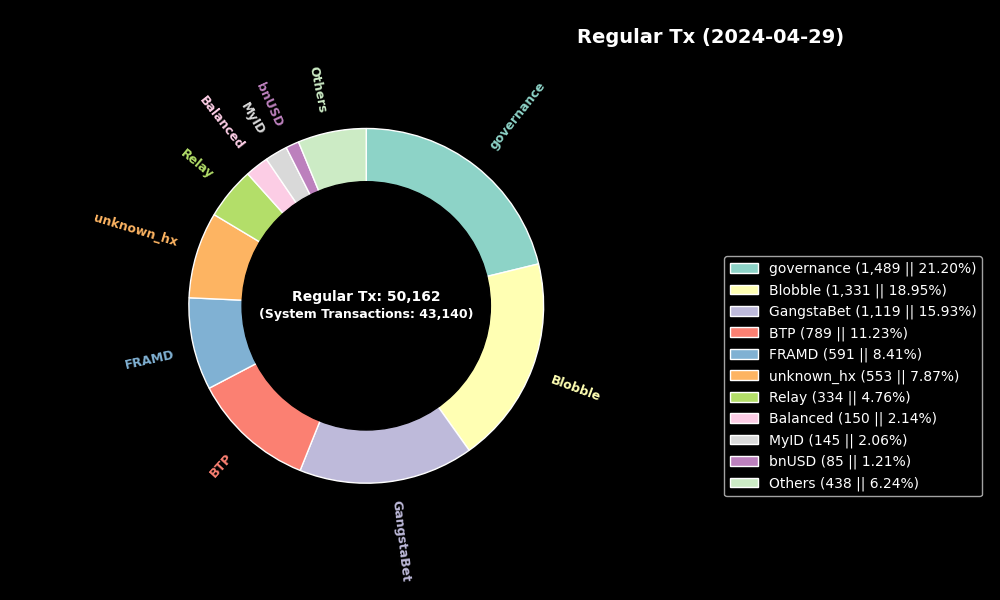 Regular Tx (2024-04-29)
governance
Blobble
GangstaBet
BTP
FRAMD
unknown_hx
Relay
Balanced
MyID
bnUSD
Others
Regular Tx: 50,162
(System Transactions: 43,140)
governance (1,489 || 21.20%)
Blobble (1,331 || 18.95%)
GangstaBet (1,119 || 15.93%)
BTP (789 || 11.23%)
FRAMD (591 || 8.41%)
unknown_hx (553 || 7.87%)
Relay (334 || 4.76%)
Balanced (150 || 2.14%)
MyID (145 || 2.06%)
bnUSD (85 || 1.21%)
Others (438 || 6.24%)